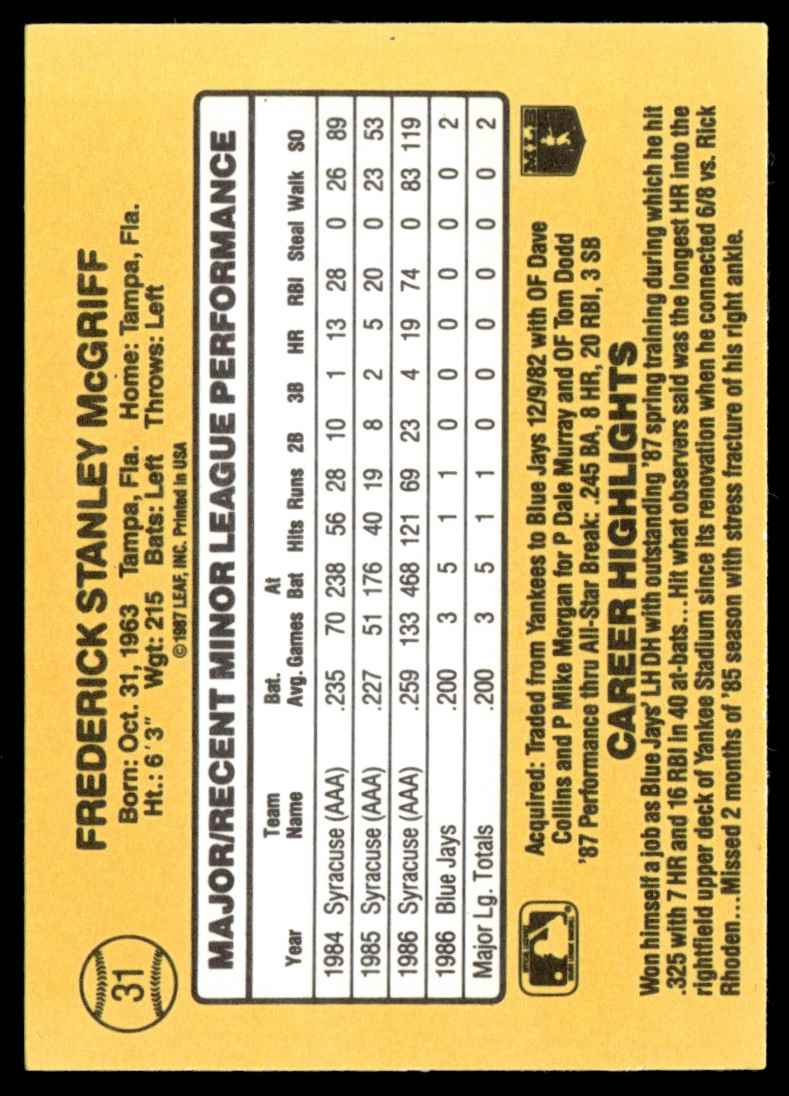 31
FREDERICK STANLEY McGRIFF
Born: Oct. 31, 1963 Tampa, Fla. Home: Tampa, Fla.
Ht.: 6'3" Wgt: 215 Bats: Left Throws: Left
©1987 LEAF, INC. Printed in USA
MAJOR/RECENT MINOR LEAGUE PERFORMANCE
Year Team Name Bat. Avg. Games At Bat Hits Runs 2B 3B HR RBI Steal Walk SO
1984 Syracuse (AAA) .235 70 238 56 28 10 1 13 28 0 26 89
1985 Syracuse (AAA) .227 51 176 40 19 8 2 5 20 0 23 53
1986 Syracuse (AAA) .259 133 468 121 69 23 4 19 74 0 83 119
1986 Blue Jays .200 3 5 1 1 0 0 0 0 0 0 2
Major Lg. Totals .200 3 5 1 1 0 0 0 0 0 0 2
Acquired: Traded from Yankees to Blue Jays 12/9/82 with OF Dave
Collins and P Mike Morgan for P Dale Murray and OF Tom Dodd
'87 Performance thru All-Star Break: .245 BA, 8 HR, 20 RBI, 3 SB
MLB
CAREER HIGHLIGHTS
Won himself a job as Blue Jays' LH DH with outstanding '87 spring training during which he hit
.325 with 7 HR and 16 RBI in 40 at-bats...Hit what observers said was the longest HR into the
rightfield upper deck of Yankee Stadium since its renovation when he connected 6/8 vs. Rick
Rhoden...Missed 2 months of '85 season with stress fracture of his right ankle.